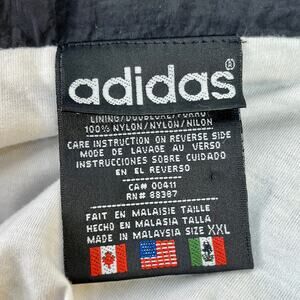 adidas
LINING/DOUBLURE/FORRO
100% NYLON/NYLON/NILON
CARE INSTRUCTION ON REVERSE SIDE
MODE DE LAVAGE AU VERSO
INSTRUCCIONES SOBRE CUIDADO
EN EL REVERSO
CA# 00411
RN# 88387
FAIT EN MALAISIE TAILLE
HECHO EN MALASIA TALLA
MADE IN MALAYSIA SIZE XXL